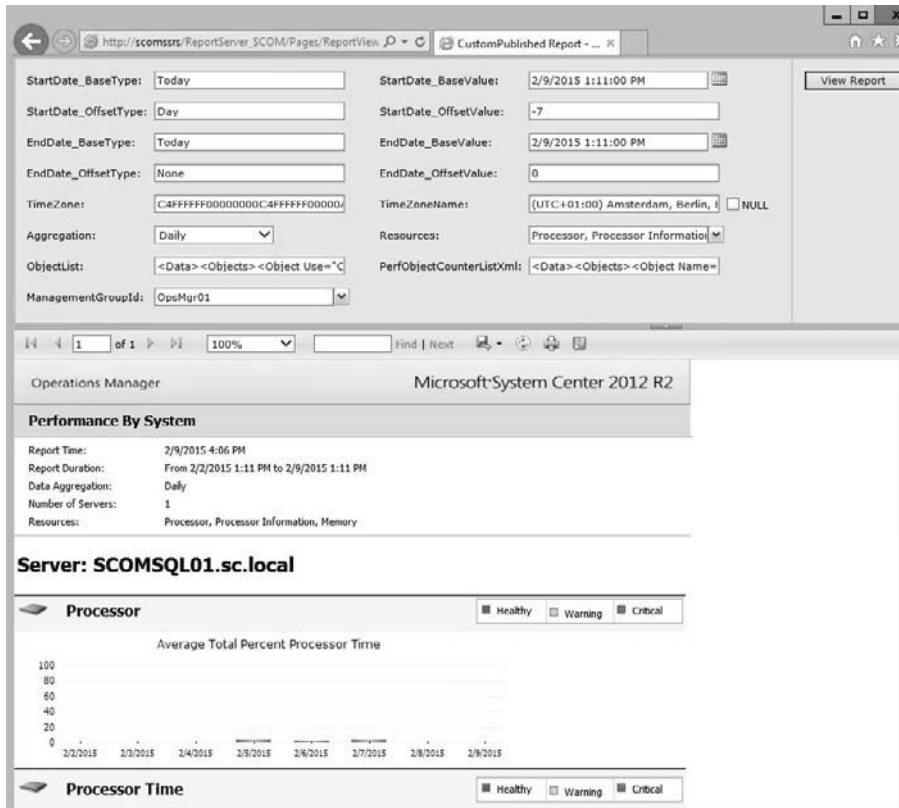 http://scomssrs/ReportServer_SCOM/Pages/ReportView
CustomPublished Report - ...
StartDate_BaseType: Today
StartDate_BaseValue: 2/9/2015 1:11:00 PM
View Report
StartDate_OffsetType: Day
StartDate_OffsetValue: -7
EndDate_BaseType: Today
EndDate_BaseValue: 2/9/2015 1:11:00 PM
EndDate_OffsetType: None
EndDate_OffsetValue: 0
TimeZone: C4FFFFFF00000000C4FFFFFF00000
TimeZoneName: (UTC+01:00) Amsterdam, Berlin,
NULL
Aggregation: Daily
Resources: Processor, Processor Information
ObjectList: <Data><Objects><Object Use="C
PerfObjectCounterListXml: <Data><Objects><Object Name=
ManagementGroupId: OpsMgr01
1 of 1 100% Find | Next
Operations Manager
Microsoft System Center 2012 R2
Performance By System
Report Time: 2/9/2015 4:06 PM
Report Duration: From 2/2/2015 1:11 PM to 2/9/2015 1:11 PM
Data Aggregation: Daily
Number of Servers: 1
Resources: Processor, Processor Information, Memory
Server: SCOMSQL01.sc.local
Processor
Healthy Warning Critical
Average Total Percent Processor Time
100
80
60
40
20
0
2/2/2015 2/3/2015 2/4/2015 2/5/2015 2/6/2015 2/7/2015 2/8/2015 2/9/2015
Processor Time
Healthy Warning Critical